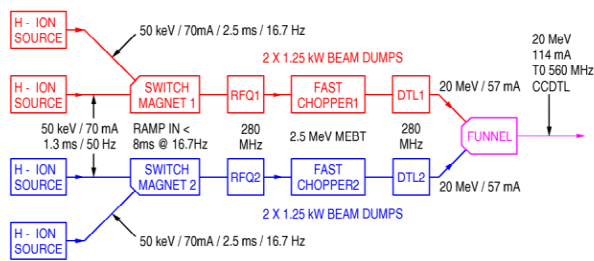 H - ION
SOURCE
50 keV / 70mA / 2.5 ms / 16.7 Hz
20 MeV
114 mA
T0 560 MHz
CCDTL
2 X 1.25 kW BEAM DUMPS
H - ION
SOURCE
SWITCH
MAGNET 1
RFQ1
FAST
CHOPPER1
DTL1
20 MeV / 57 mA
50 keV / 70 mA
1.3 ms / 50 Hz
RAMP IN <
8ms @ 16.7Hz
280
MHz
2.5 MeV MEBT
280
MHz
FUNNEL
H - ION
SOURCE
SWITCH
MAGNET 2
RFQ2
FAST
CHOPPER2
DTL2
20 MeV / 57 mA
2 X 1.25 kW BEAM DUMPS
H - ION
SOURCE
50 keV / 70mA / 2.5 ms / 16.7 Hz